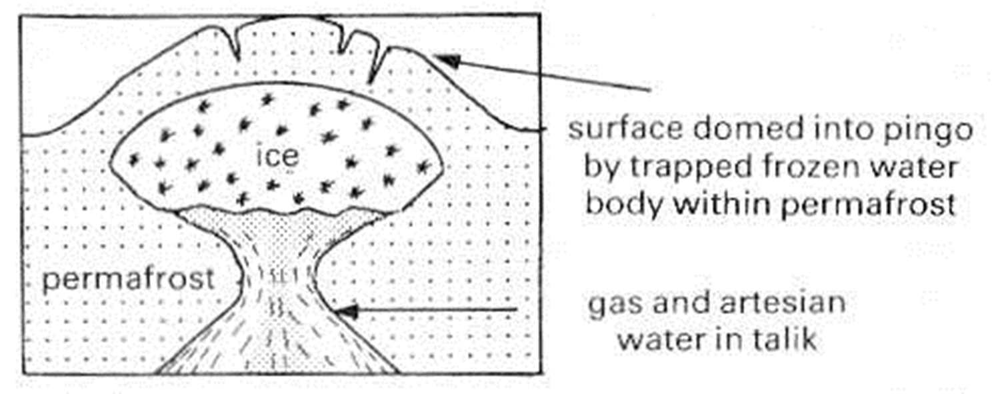 ice
permafrost
surface domed into pingo
by trapped frozen water
body within permafrost
gas and artesian
water in talik